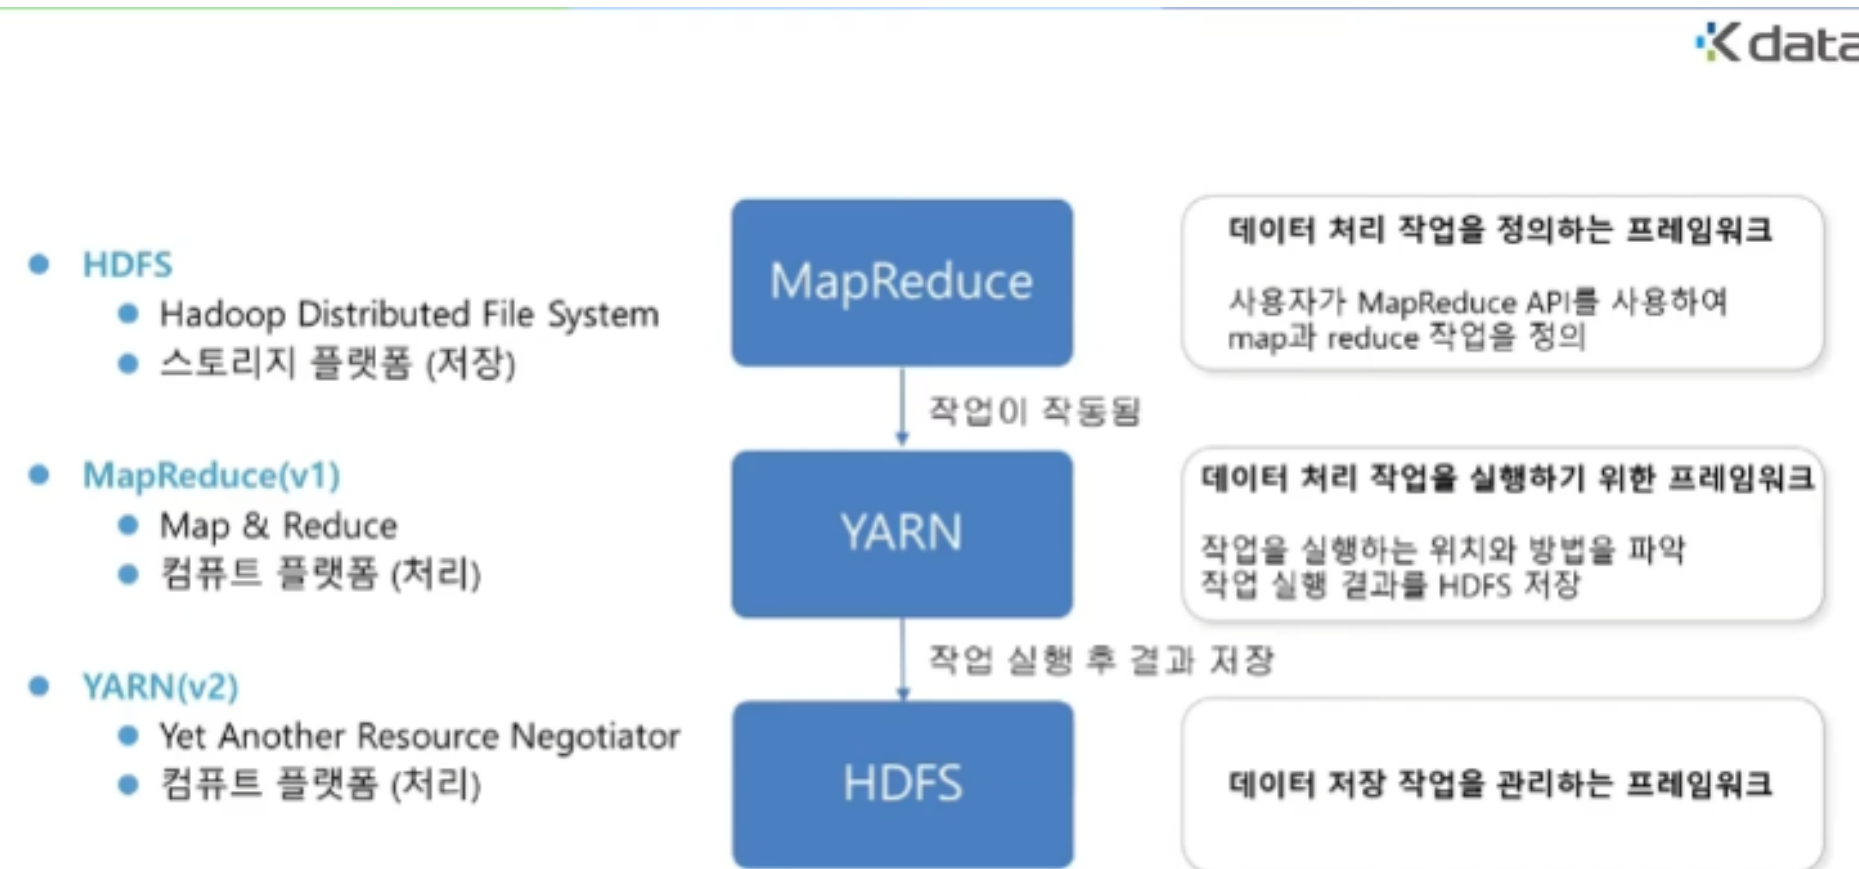 K data
HDFS
Hadoop Distributed File System
스토리지 플랫폼 (저장)
MapReduce(v1)
Map & Reduce
컴퓨트 플랫폼 (처리)
YARN(v2)
Yet Another Resource Negotiator
컴퓨트 플랫폼 (처리)
MapReduce
작업이 작동됨
YARN
작업 실행 후 결과 저장
HDFS
데이터 처리 작업을 정의하는 프레임워크
사용자가 MapReduce API를 사용하여
map과 reduce 작업을 정의
데이터 처리 작업을 실행하기 위한 프레임워크
작업을 실행하는 위치와 방법을 파악
작업 실행 결과를 HDFS 저장
데이터 저장 작업을 관리하는 프레임워크